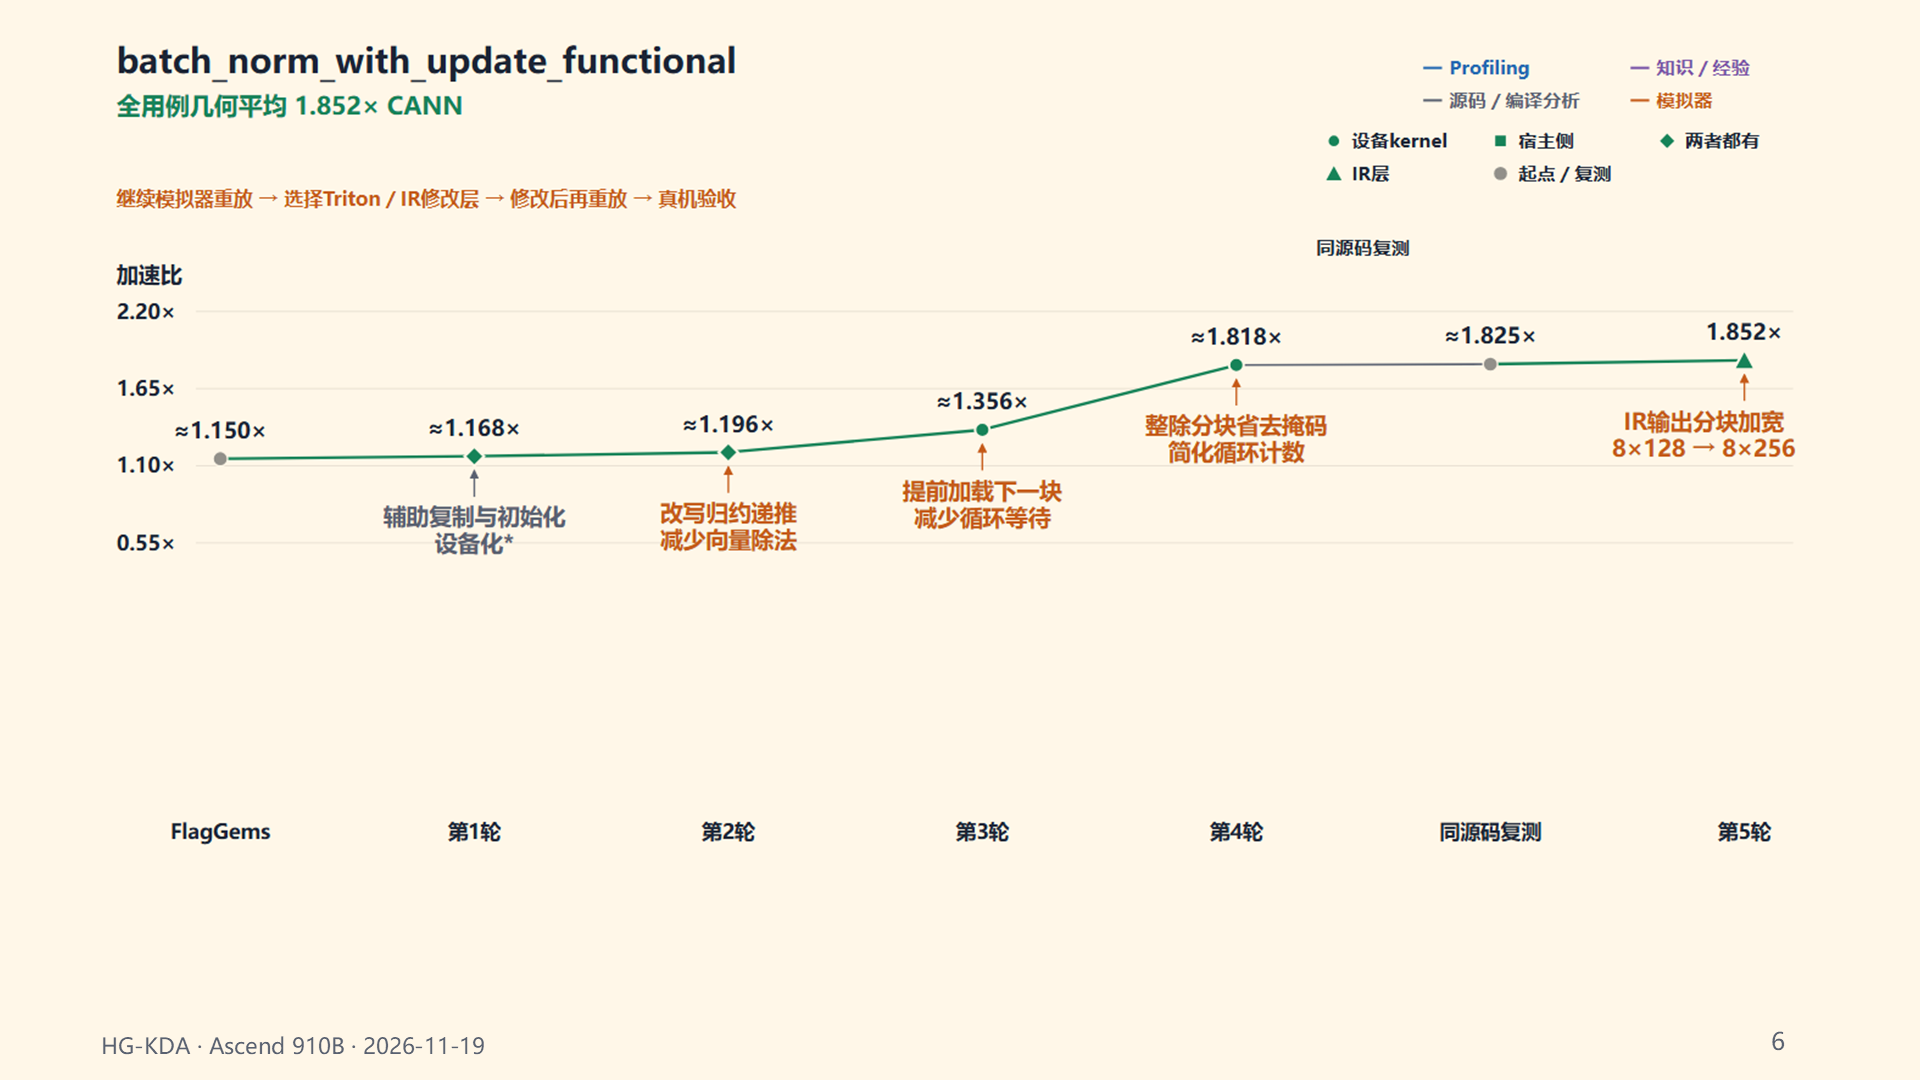 batch_norm_with_update_functional
全用例几何平均 1.852× CANN
— Profiling
— 知识 / 经验
— 源码 / 编译分析
— 模拟器
设备kernel
宿主侧
两者都有
IR层
起点 / 复测
继续模拟器重放 → 选择Triton / IR修改层 → 修改后再重放 → 真机验收
同源码复测
加速比
2.20×
1.65×
1.10×
0.55×
≈1.150×
≈1.168×
≈1.196×
≈1.356×
≈1.818×
≈1.825×
1.852×
辅助复制与初始化
设备化*
改写归约递推
减少向量除法
提前加载下一块
减少循环等待
整除分块省去掩码
简化循环计数
IR输出分块加宽
8×128 → 8×256
FlagGems
第1轮
第2轮
第3轮
第4轮
同源码复测
第5轮
HG-KDA · Ascend 910B · 2026-11-19
6